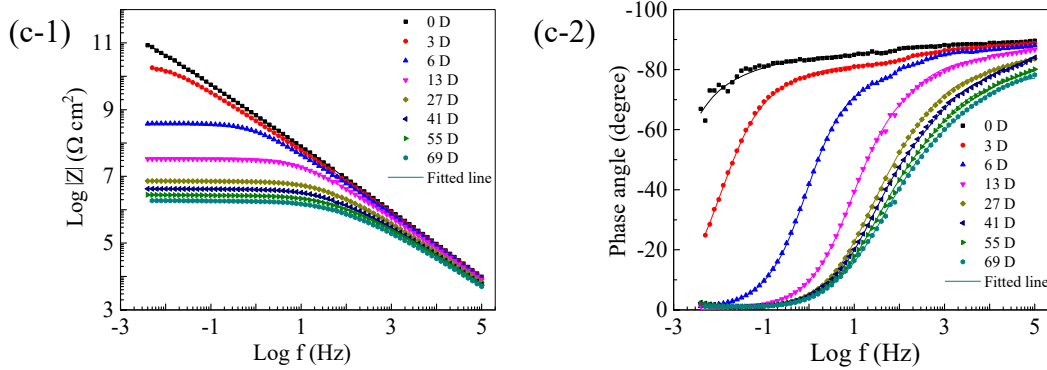 (c-1)
Log|Z| (Ω cm²)
11
9
7
5
3
-3
-1
1
3
5
Log f (Hz)
0 D
3 D
6 D
13 D
27 D
41 D
55 D
69 D
Fitted line
(c-2)
Phase angle (degree)
-100
-80
-60
-40
-20
0
-3
-1
1
3
5
Log f (Hz)
0 D
3 D
6 D
13 D
27 D
41 D
55 D
69 D
Fitted line